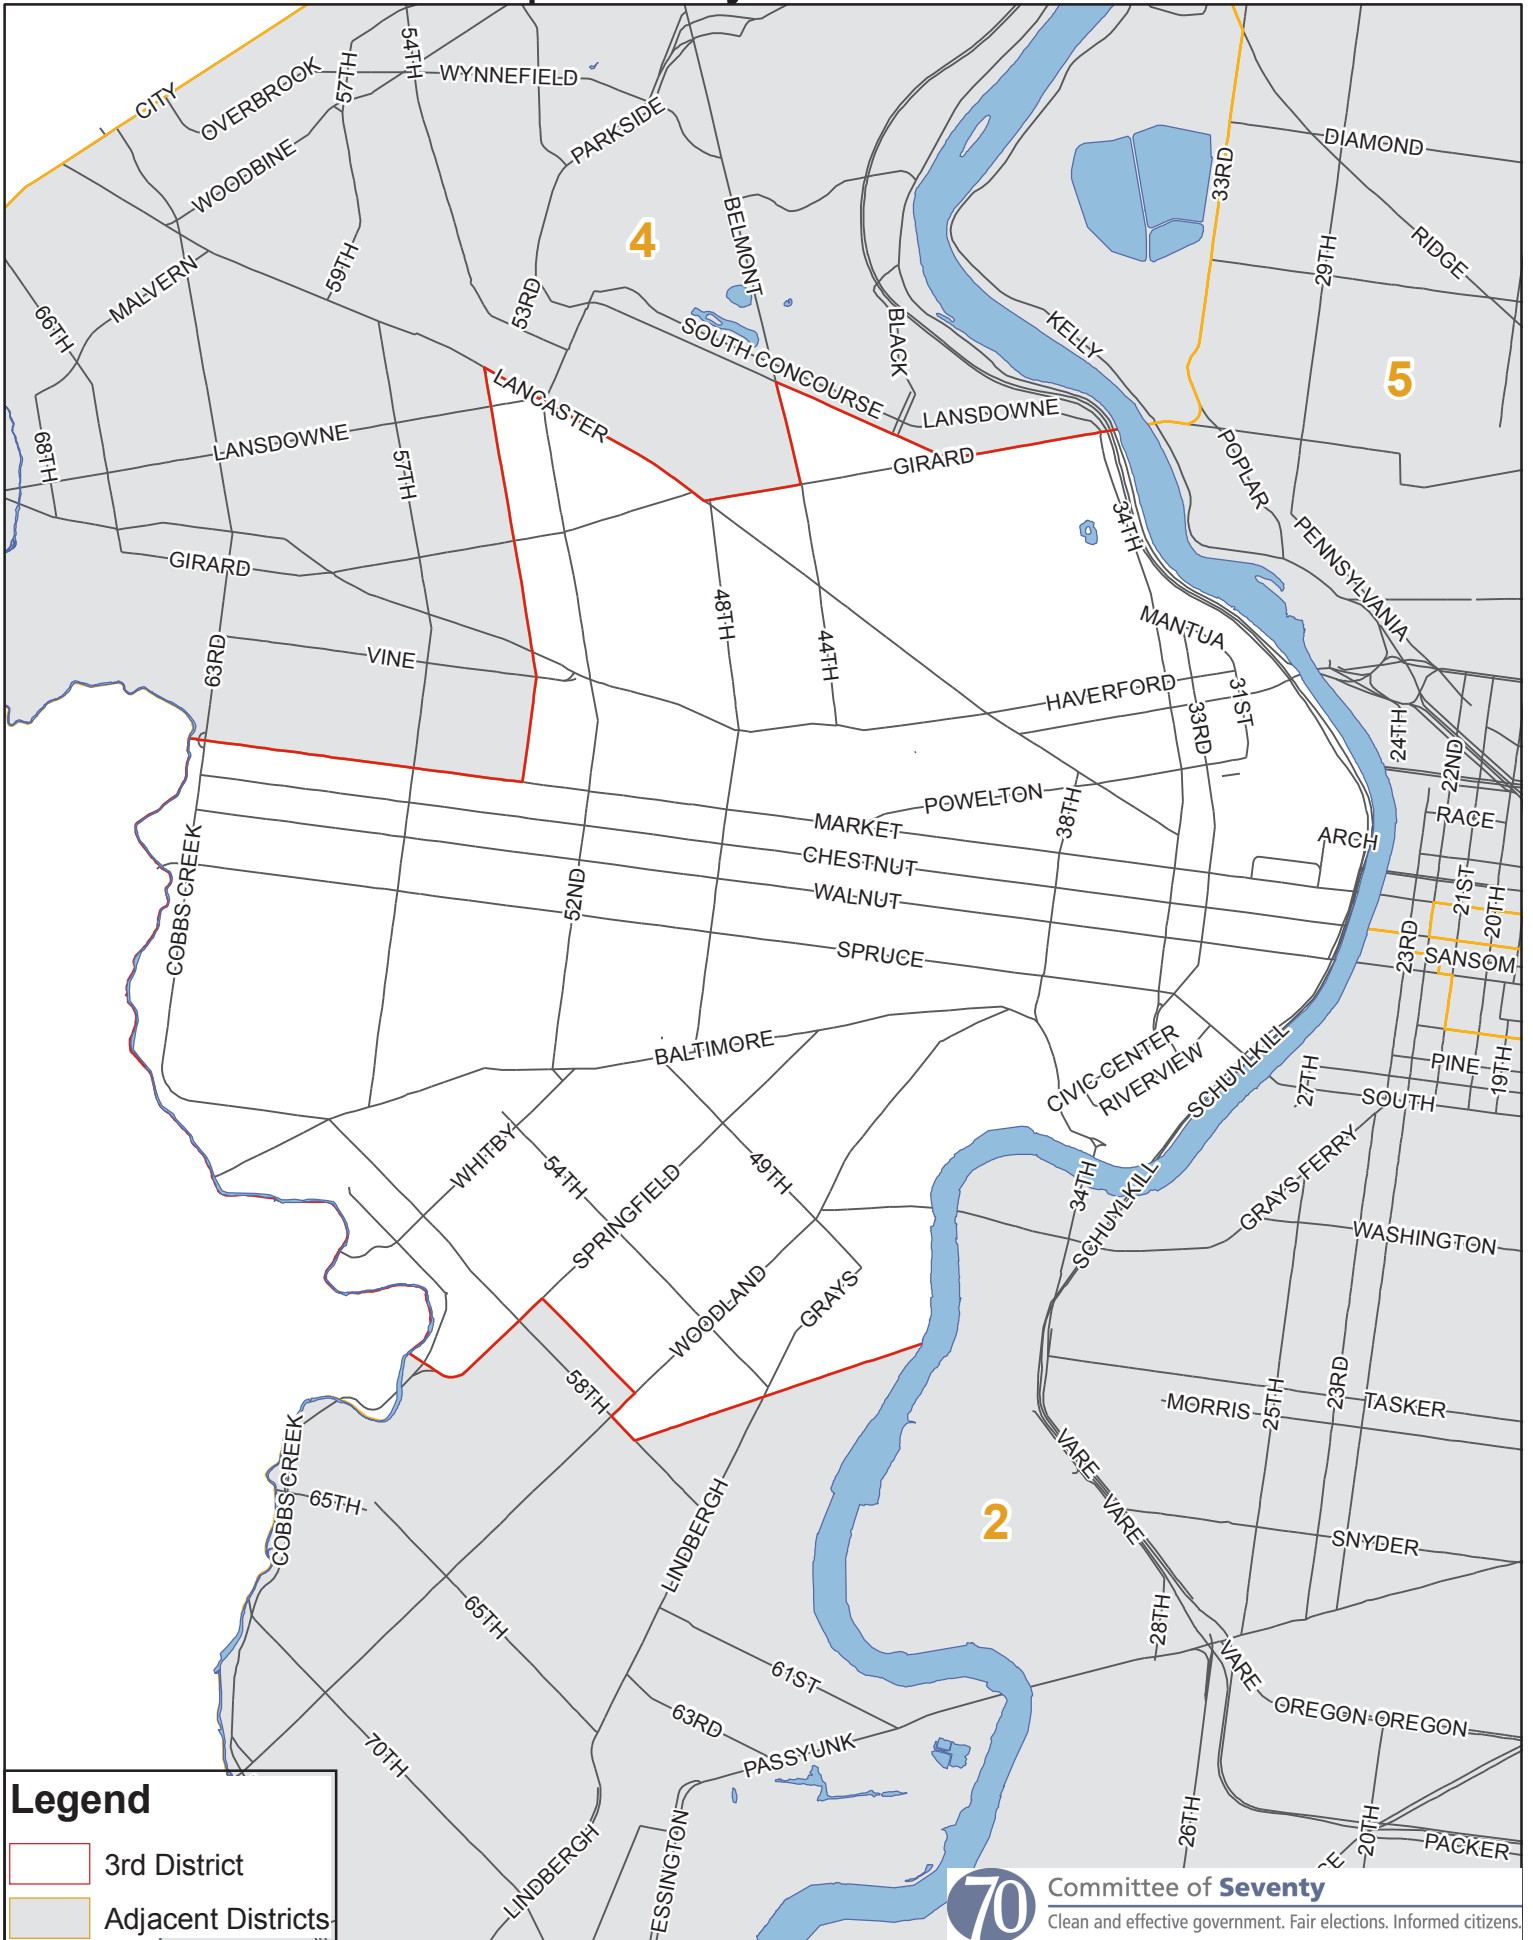 CITY
OVERBROOK
57TH
54TH
WYNNEFIELD
PARKSIDE
WOODBINE
DIAMOND
33RD
BELMONT
4
MALVERN
59TH
53RD
29TH
RIDGE
66TH
SOUTH CONCOURSE
BLACK
KELLY
5
LANCASTER
LANSDOWNE
LANSDOWNE
68TH
57TH
GIRARD
POPLAR
34TH
PENNSYLVANIA
GIRARD
48TH
44TH
MANTUA
63RD
VINE
HAVERFORD
31ST
33RD
24TH
22ND
POWELTON
38TH
MARKET
RACE
ARCH
CHESTNUT
COBBS CREEK
52ND
WALNUT
21ST
20TH
23RD
SPRUCE
SANSOM
BALTIMORE
CIVIC CENTER
RIVERVIEW
SCHUYLKILL
27TH
PINE
19TH
SOUTH
WHITBY
54TH
SPRINGFIELD
49TH
34TH
SCHUYLKILL
GRAYS FERRY
WASHINGTON
WOODLAND
GRAYS
58TH
25TH
23RD
TASKER
MORRIS
COBBS CREEK
65TH
VARE
VARE
2
LINDBERGH
SNYDER
65TH
28TH
VARE
61ST
63RD
OREGON
OREGON
70TH
PASSYUNK
26TH
20TH
PACKER
LINDBERGH
ESSINGTON
Legend
3rd District
Adjacent Districts
70
Committee of Seventy
Clean and effective government. Fair elections. Informed citizens.